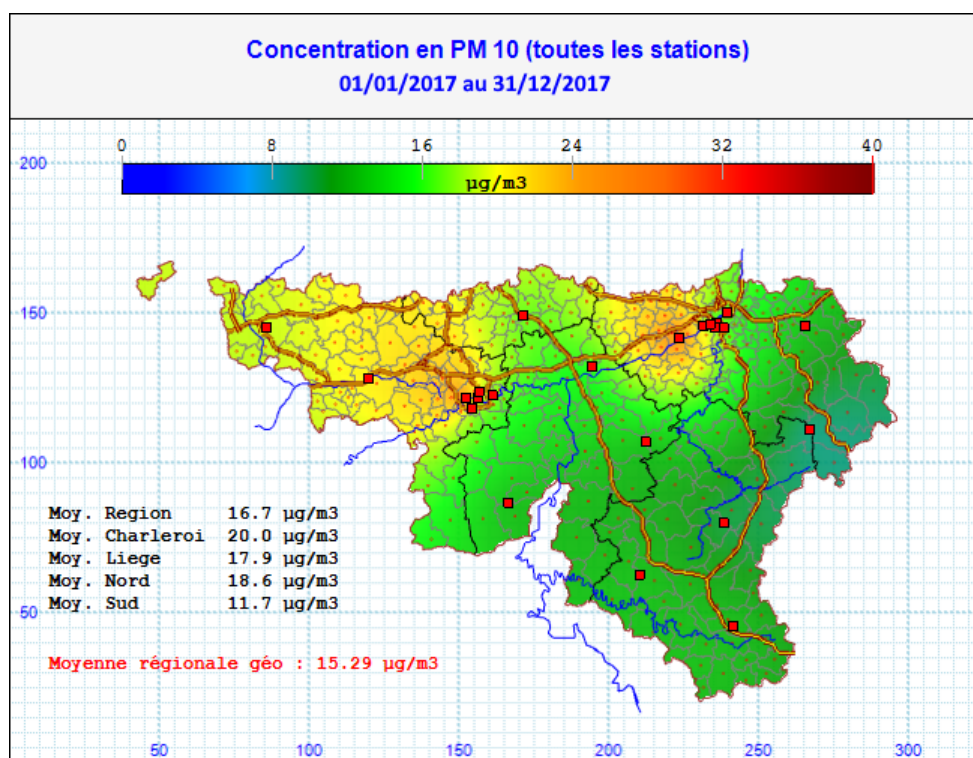 Concentration en PM 10 (toutes les stations)
01/01/2017 au 31/12/2017
0 8 16 24 32 40
µg/m3
200
150
100
50
Moy. Region 16.7 µg/m3
Moy. Charleroi 20.0 µg/m3
Moy. Liege 17.9 µg/m3
Moy. Nord 18.6 µg/m3
Moy. Sud 11.7 µg/m3
Moyenne régionale géo : 15.29 µg/m3
50 100 150 200 250 300